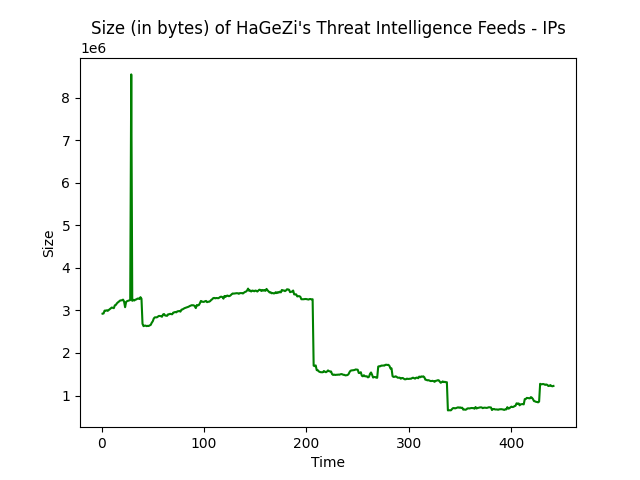 Size (in bytes) of HaGeZi's Threat Intelligence Feeds - IPs
1e6
8
7
6
5
4
3
2
1
Size
0 100 200 300 400
Time